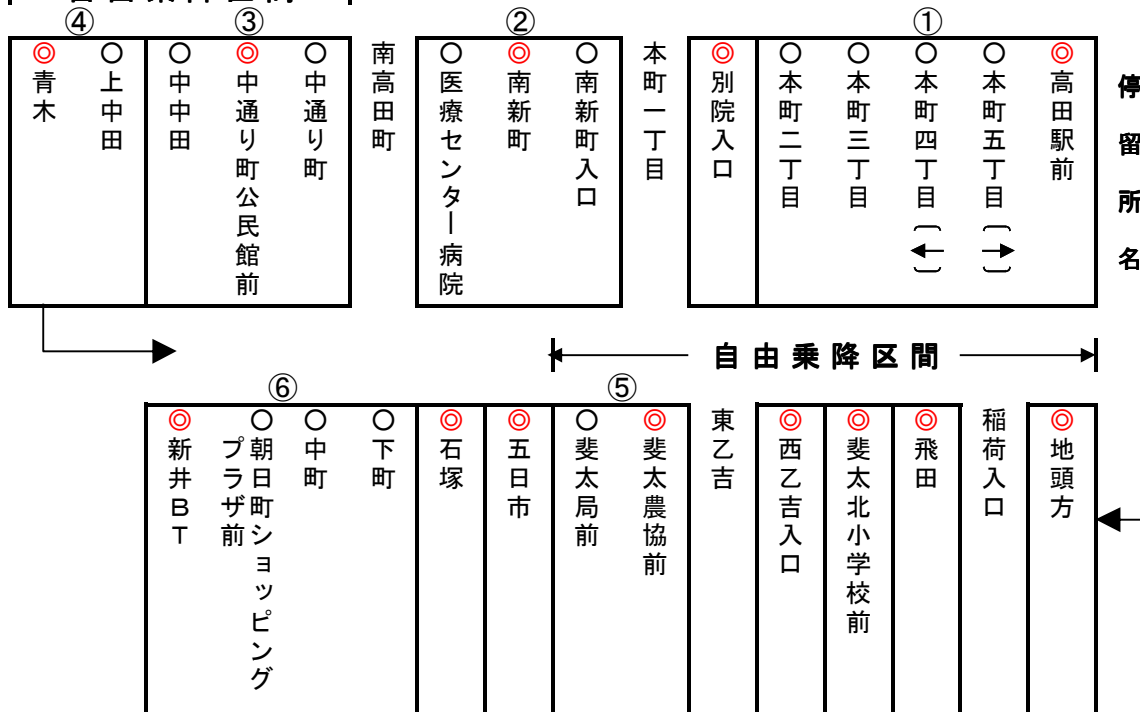 自由乗降区間
停留所名
①
◎高田駅前
○本町五丁目(→)
○本町四丁目(←)
○本町三丁目
○本町二丁目
◎別院入口
本町一丁目
②
○南新町入口
◎南新町
○医療センター病院
南高田町
③
○中通り町
◎中通り町公民館前
○中中田
④
○上中田
◎青木
自由乗降区間
◎地頭方
稲荷入口
◎飛田
◎斐太北小学校前
◎西乙吉入口
東乙吉
⑤
◎斐太農協前
○斐太局前
◎五日市
◎石塚
⑥
○下町
○中町
○朝日町ショッピング
プラザ前
◎新井BT